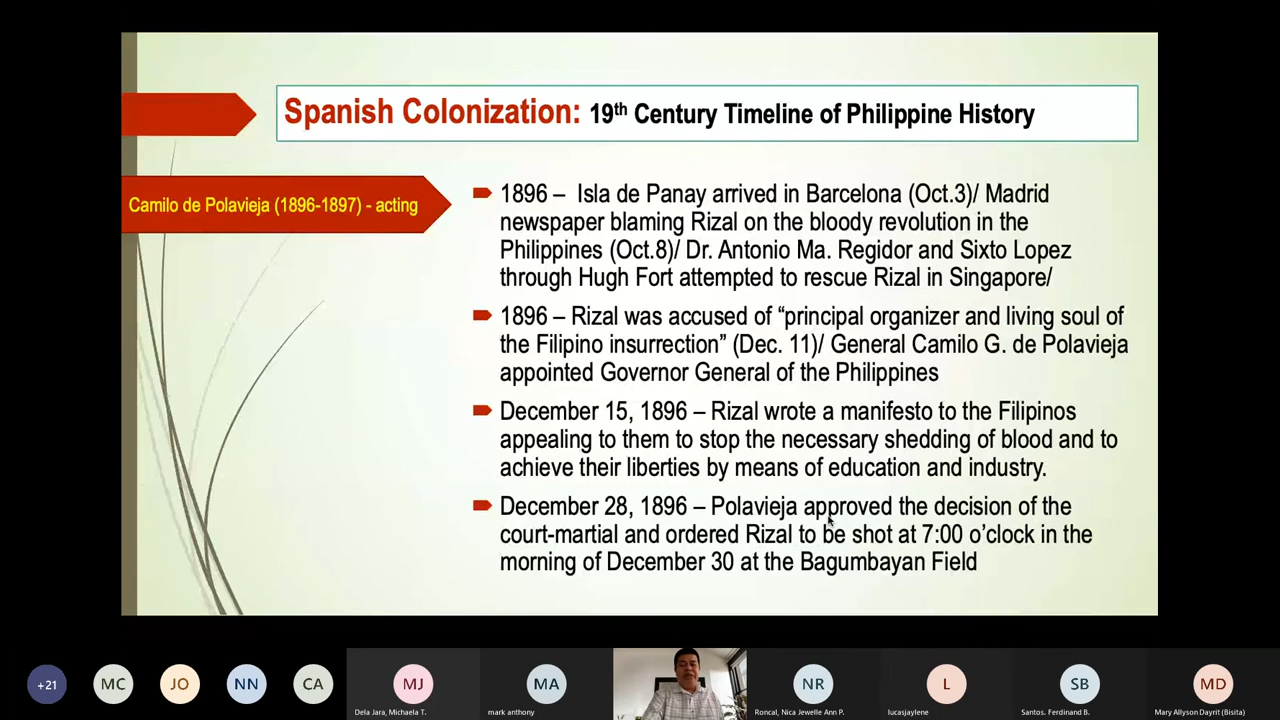 Spanish Colonization: 19th Century Timeline of Philippine History
Camilo de Polavieja (1896-1897) - acting
1896 – Isla de Panay arrived in Barcelona (Oct.3)/ Madrid
newspaper blaming Rizal on the bloody revolution in the
Philippines (Oct.8)/ Dr. Antonio Ma. Regidor and Sixto Lopez
through Hugh Fort attempted to rescue Rizal in Singapore/
1896 – Rizal was accused of “principal organizer and living soul of
the Filipino insurrection” (Dec. 11)/ General Camilo G. de Polavieja
appointed Governor General of the Philippines
December 15, 1896 – Rizal wrote a manifesto to the Filipinos
appealing to them to stop the necessary shedding of blood and to
achieve their liberties by means of education and industry.
December 28, 1896 – Polavieja approved the decision of the
court-martial and ordered Rizal to be shot at 7:00 o’clock in the
morning of December 30 at the Bagumbayan Field
+21 MC JO NN CA MJ MA NR L SB MD
Dela Jara, Michaela T. mark anthony Roncal, Nica Jewelle Ann P. lucasjaylene Santos. Ferdinand B. Mary Allyson Dayrit (Bisita)